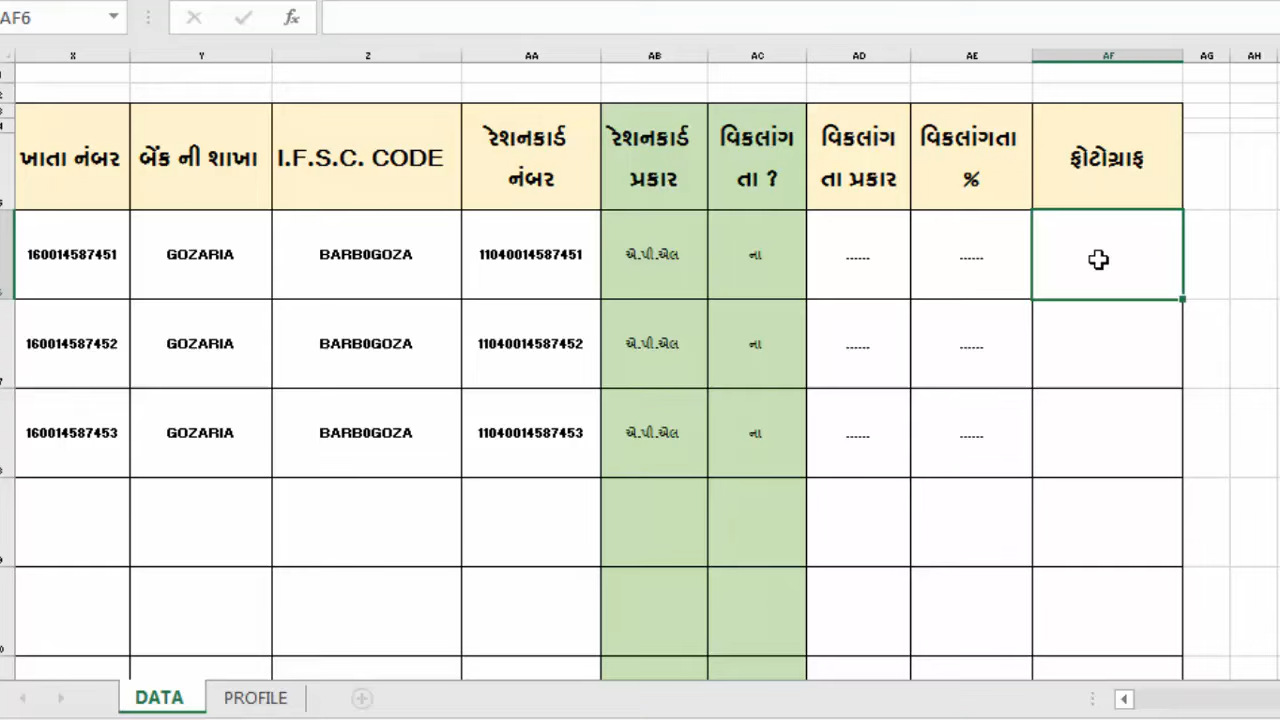 AF6
fx
X Y Z AA AB AC AD AE AF AG AH
ખાતા નંબર
બેંક ની શાખા
I.F.S.C. CODE
રેશનકાર્ડ
નંબર
રેશનકાર્ડ
પ્રકાર
વિકલાંગ
તા ?
વિકલાંગ
તા પ્રકાર
વિકલાંગતા
%
ફોટોગ્રાફ
160014587451 GOZARIA BARB0GOZA 11040014587451 એ.પી.એલ ના ------ ------
160014587452 GOZARIA BARB0GOZA 11040014587452 એ.પી.એલ ના ------ ------
160014587453 GOZARIA BARB0GOZA 11040014587453 એ.પી.એલ ના ------ ------
DATA PROFILE